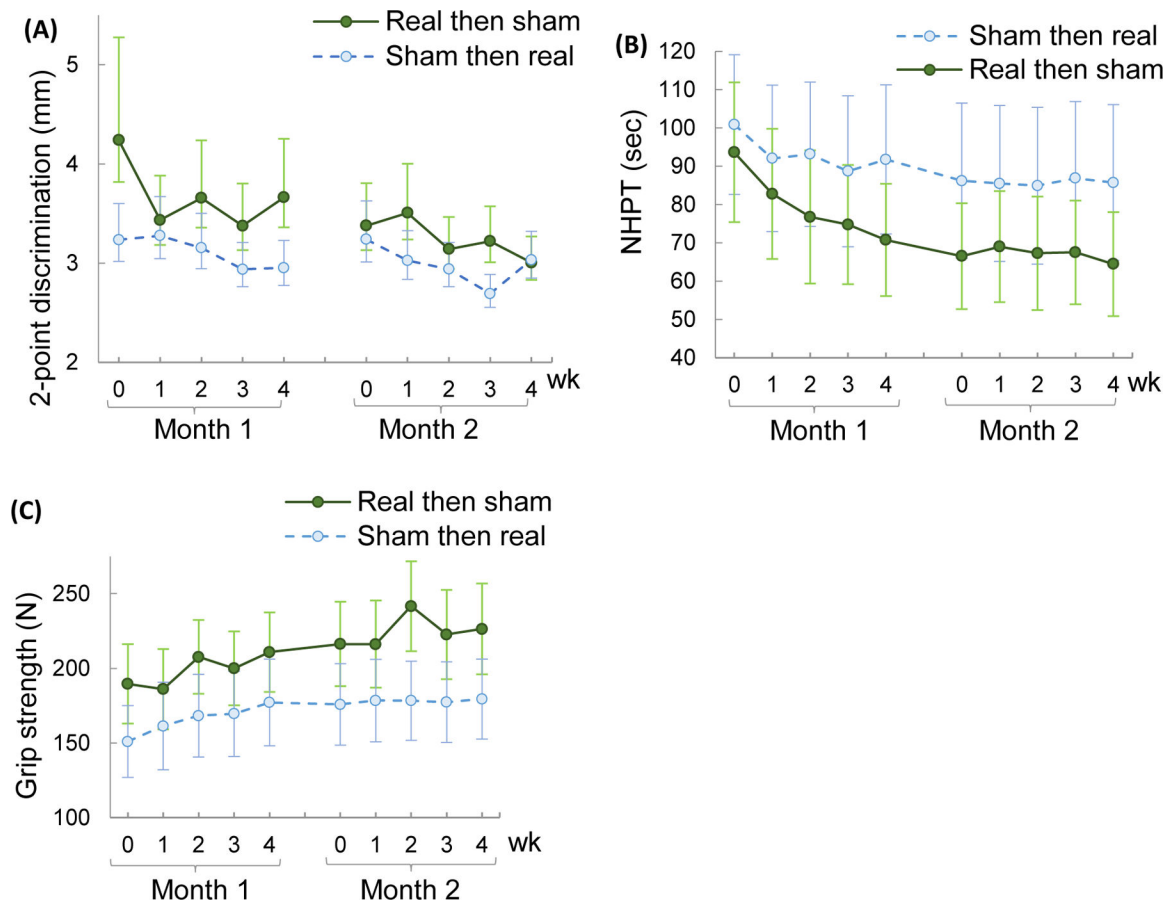 (A)
Real then sham
Sham then real
2-point discrimination (mm)
5
4
3
2
0 1 2 3 4 0 1 2 3 4 wk
Month 1 Month 2
(B)
Sham then real
Real then sham
NHPT (sec)
120
110
100
90
80
70
60
50
40
0 1 2 3 4 0 1 2 3 4 wk
Month 1 Month 2
(C)
Real then sham
Sham then real
Grip strength (N)
250
200
150
100
0 1 2 3 4 0 1 2 3 4 wk
Month 1 Month 2